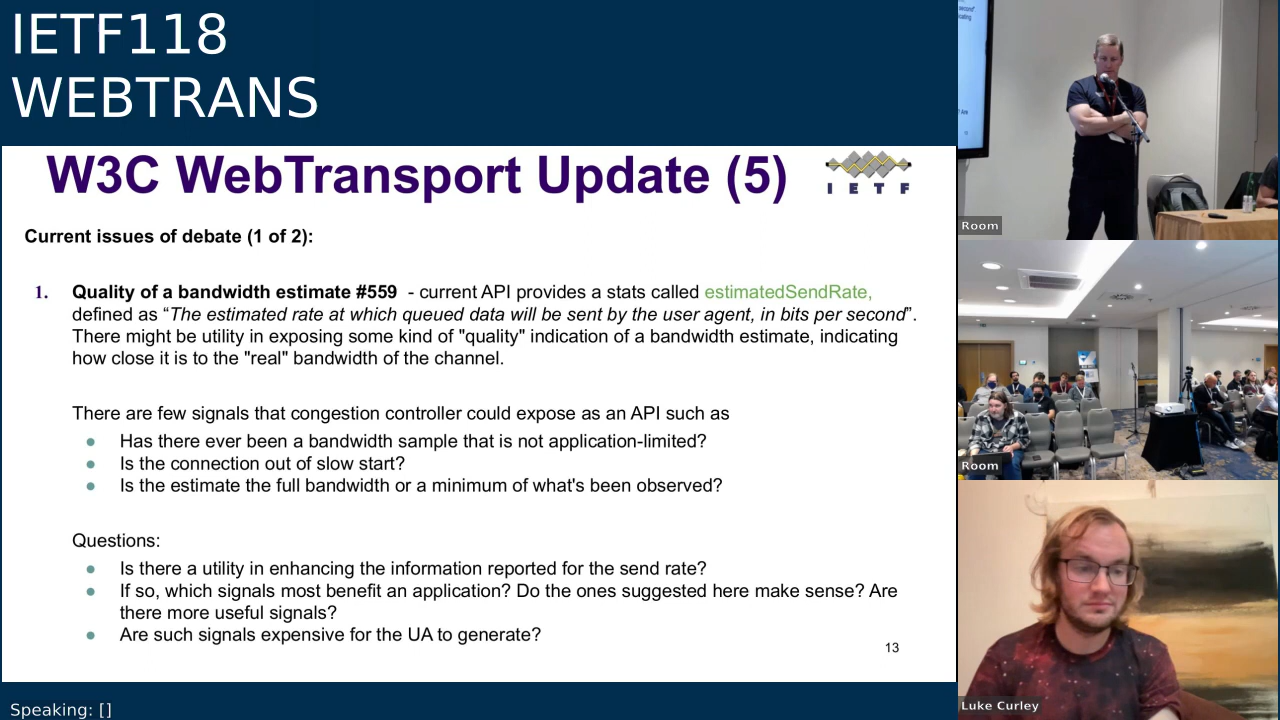 IETF118
WEBTRANS
W3C WebTransport Update (5)
I E T F
Current issues of debate (1 of 2):
1. Quality of a bandwidth estimate #559 - current API provides a stats called estimatedSendRate,
defined as “The estimated rate at which queued data will be sent by the user agent, in bits per second”.
There might be utility in exposing some kind of "quality" indication of a bandwidth estimate, indicating
how close it is to the "real" bandwidth of the channel.
There are few signals that congestion controller could expose as an API such as
● Has there ever been a bandwidth sample that is not application-limited?
● Is the connection out of slow start?
● Is the estimate the full bandwidth or a minimum of what's been observed?
Questions:
● Is there a utility in enhancing the information reported for the send rate?
● If so, which signals most benefit an application? Do the ones suggested here make sense? Are
there more useful signals?
● Are such signals expensive for the UA to generate?
13
Speaking: []
Room
Room
Luke Curley